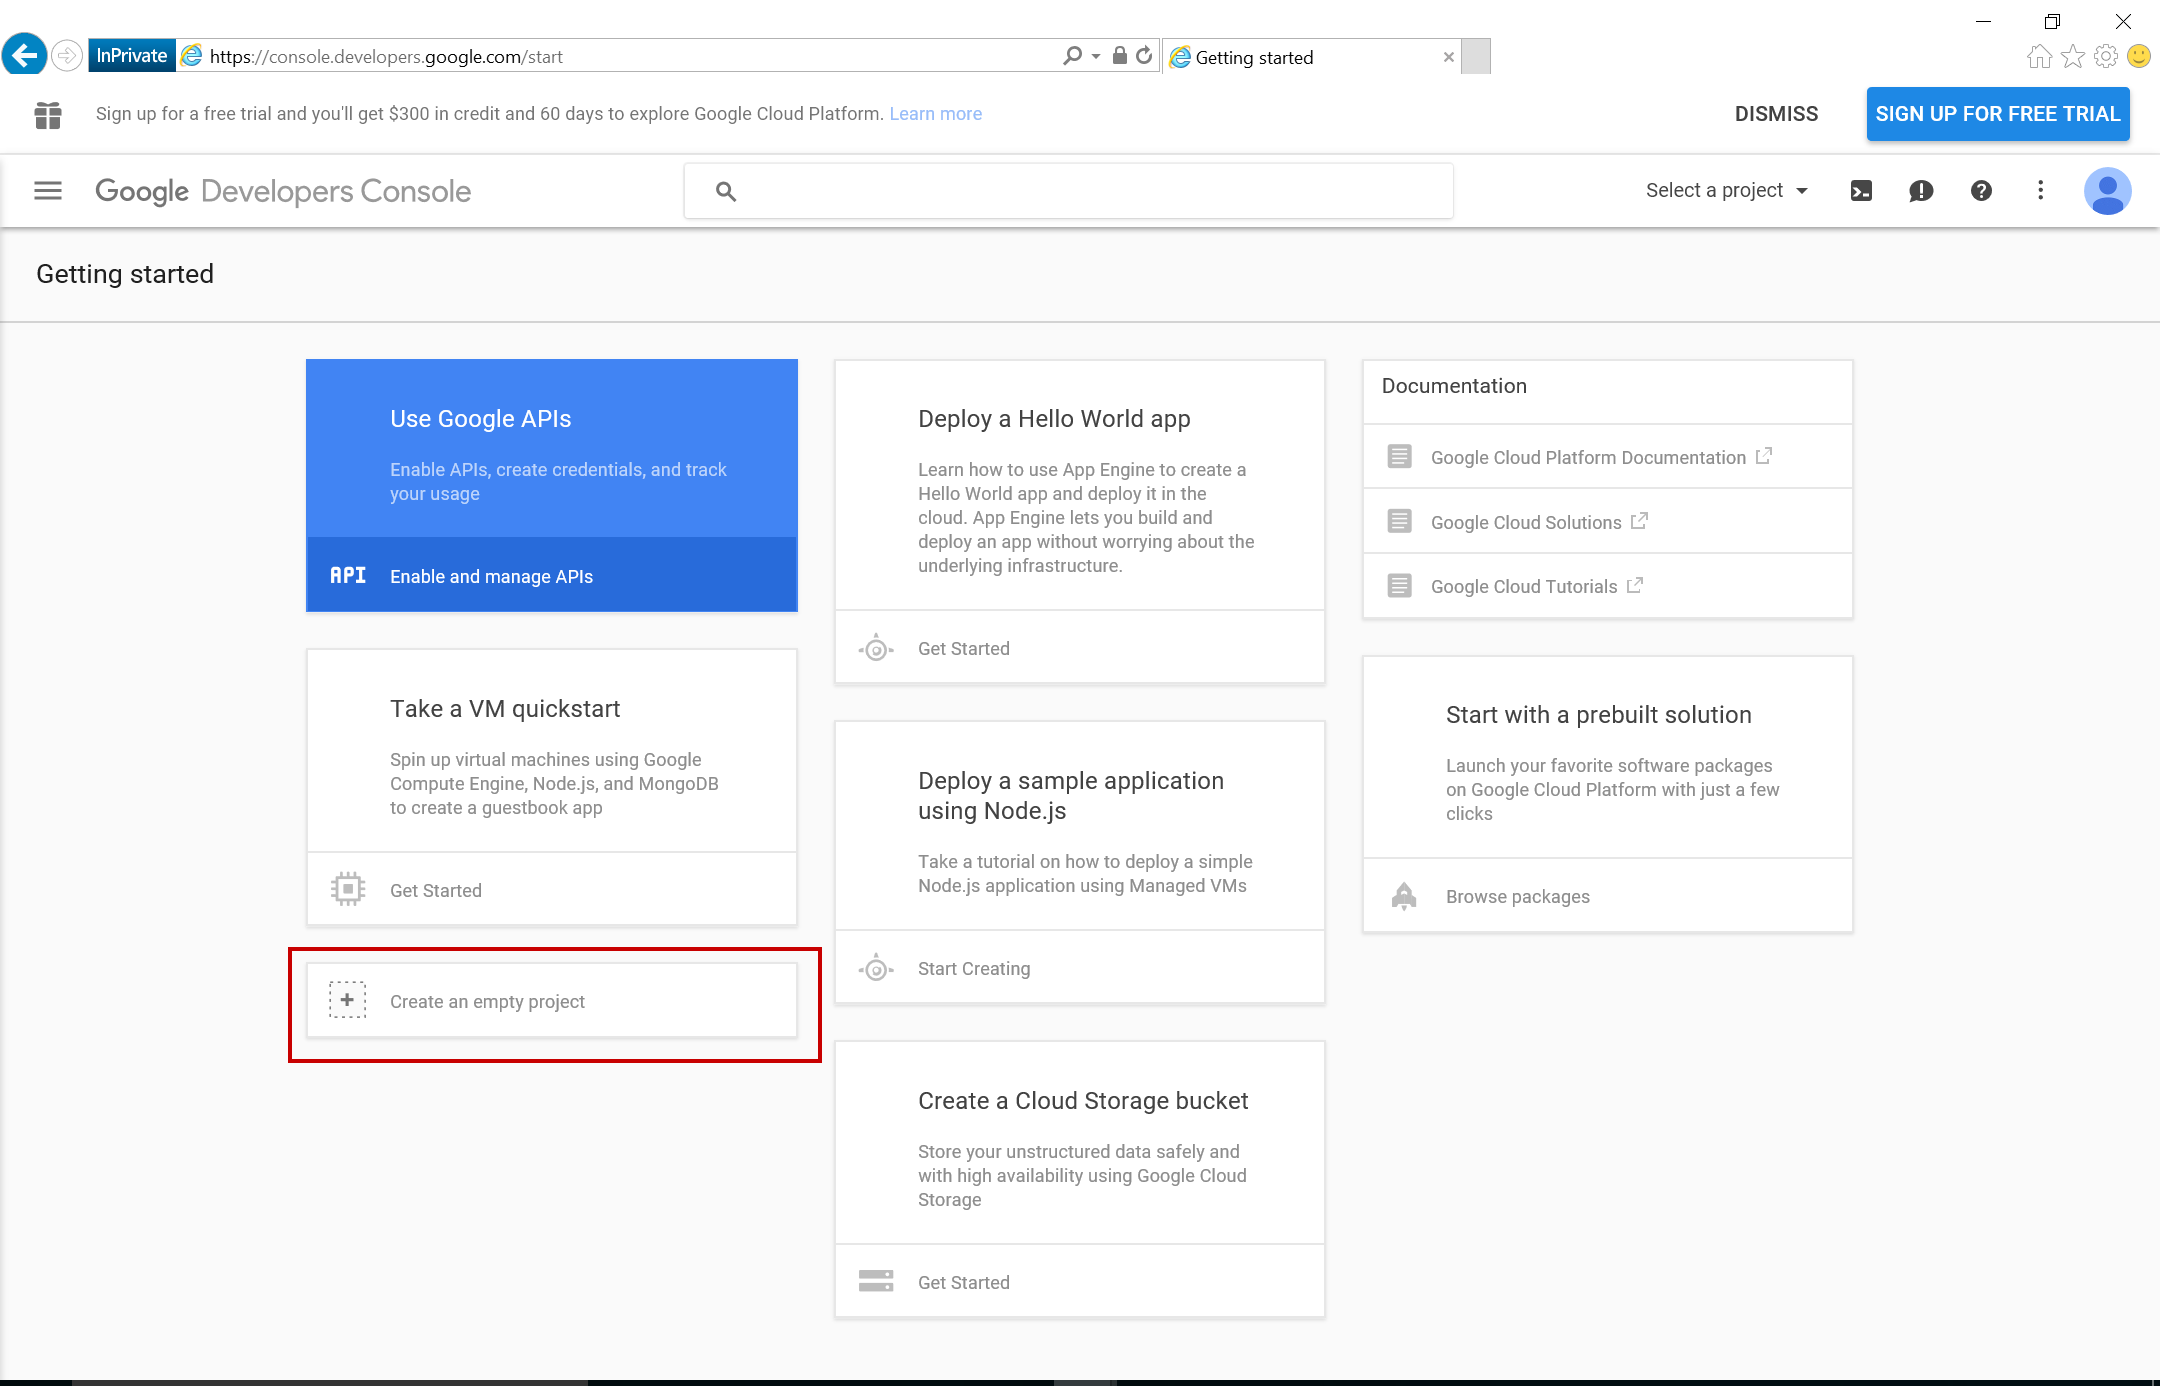 InPrivate
https://console.developers.google.com/start
Getting started
Sign up for a free trial and you'll get $300 in credit and 60 days to explore Google Cloud Platform. Learn more
DISMISS
SIGN UP FOR FREE TRIAL
Google Developers Console
Select a project
Getting started
Use Google APIs
Enable APIs, create credentials, and track
your usage
API
Enable and manage APIs
Take a VM quickstart
Spin up virtual machines using Google
Compute Engine, Node.js, and MongoDB
to create a guestbook app
Get Started
Create an empty project
Deploy a Hello World app
Learn how to use App Engine to create a
Hello World app and deploy it in the
cloud. App Engine lets you build and
deploy an app without worrying about the
underlying infrastructure.
Get Started
Deploy a sample application
using Node.js
Take a tutorial on how to deploy a simple
Node.js application using Managed VMs
Start Creating
Create a Cloud Storage bucket
Store your unstructured data safely and
with high availability using Google Cloud
Storage
Get Started
Documentation
Google Cloud Platform Documentation
Google Cloud Solutions
Google Cloud Tutorials
Start with a prebuilt solution
Launch your favorite software packages
on Google Cloud Platform with just a few
clicks
Browse packages